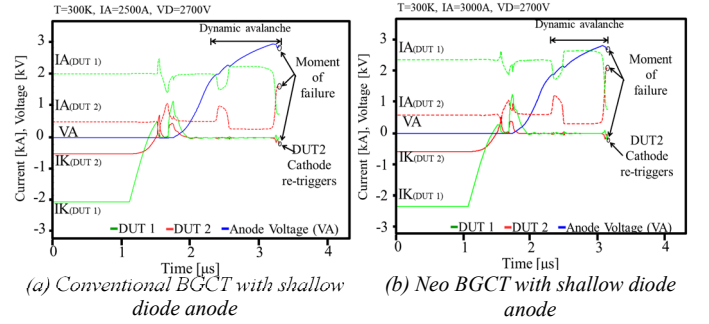 T=300K, IA=2500A, VD=2700V
Dynamic avalanche
IA(DUT 1)
Moment of failure
IA(DUT 2)
VA
IK(DUT 2)
DUT2 Cathode re-triggers
IK(DUT 1)
Current [kA], Voltage [kV]
3
2
1
0
-1
-2
-3
DUT 1 DUT 2 Anode Voltage (VA)
0 1 2 3 4
Time [µs]
(a) Conventional BGCT with shallow
diode anode
T=300K, IA=3000A, VD=2700V
Dynamic avalanche
IA(DUT 1)
Moment of failure
IA(DUT 2)
VA
IK(DUT 2)
DUT2 Cathode re-triggers
IK(DUT 1)
Current [kA], Voltage [kV]
3
2
1
0
-1
-2
-3
DUT 1 DUT 2 Anode Voltage (VA)
0 1 2 3 4
Time [µs]
(b) Neo BGCT with shallow diode
anode